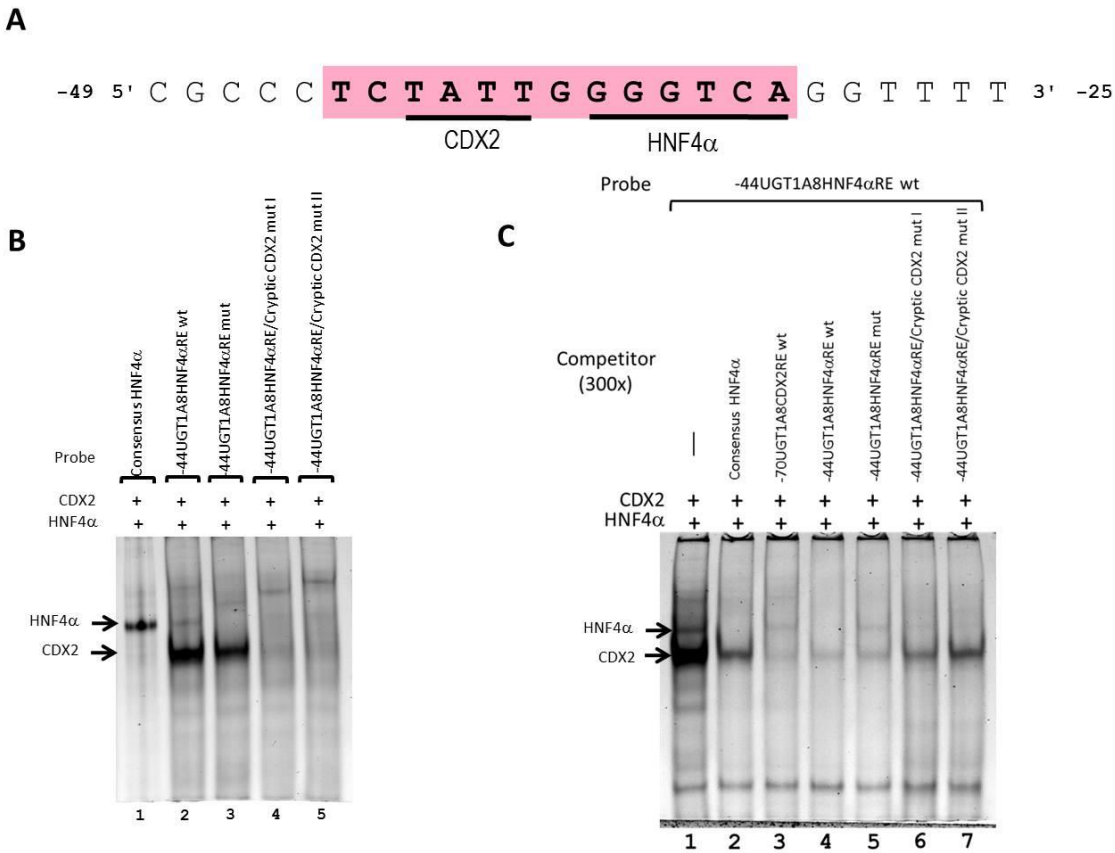 A
-49 5' C G C C C T C T A T T G G G G T C A G G T T T T 3' -25
CDX2 HNF4α
B
Consensus HNF4α
-44UGT1A8HNF4αRE wt
-44UGT1A8HNF4αRE mut
-44UGT1A8HNF4αRE/Cryptic CDX2 mut I
-44UGT1A8HNF4αRE/Cryptic CDX2 mut II
Probe
CDX2 + + + + +
HNF4α + + + + +
HNF4α
CDX2
1 2 3 4 5
C
Probe -44UGT1A8HNF4αRE wt
Competitor
(300x)
—
Consensus HNF4α
-70UGT1A8CDX2RE wt
-44UGT1A8HNF4αRE wt
-44UGT1A8HNF4αRE mut
-44UGT1A8HNF4αRE/Cryptic CDX2 mut I
-44UGT1A8HNF4αRE/Cryptic CDX2 mut II
CDX2 + + + + + + +
HNF4α + + + + + + +
HNF4α
CDX2
1 2 3 4 5 6 7